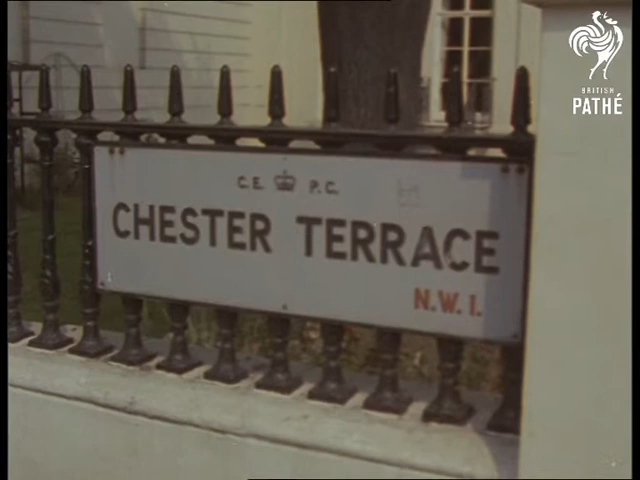 BRITISH
PATHÉ
C.E. P.C.
CHESTER TERRACE
N.W.1.